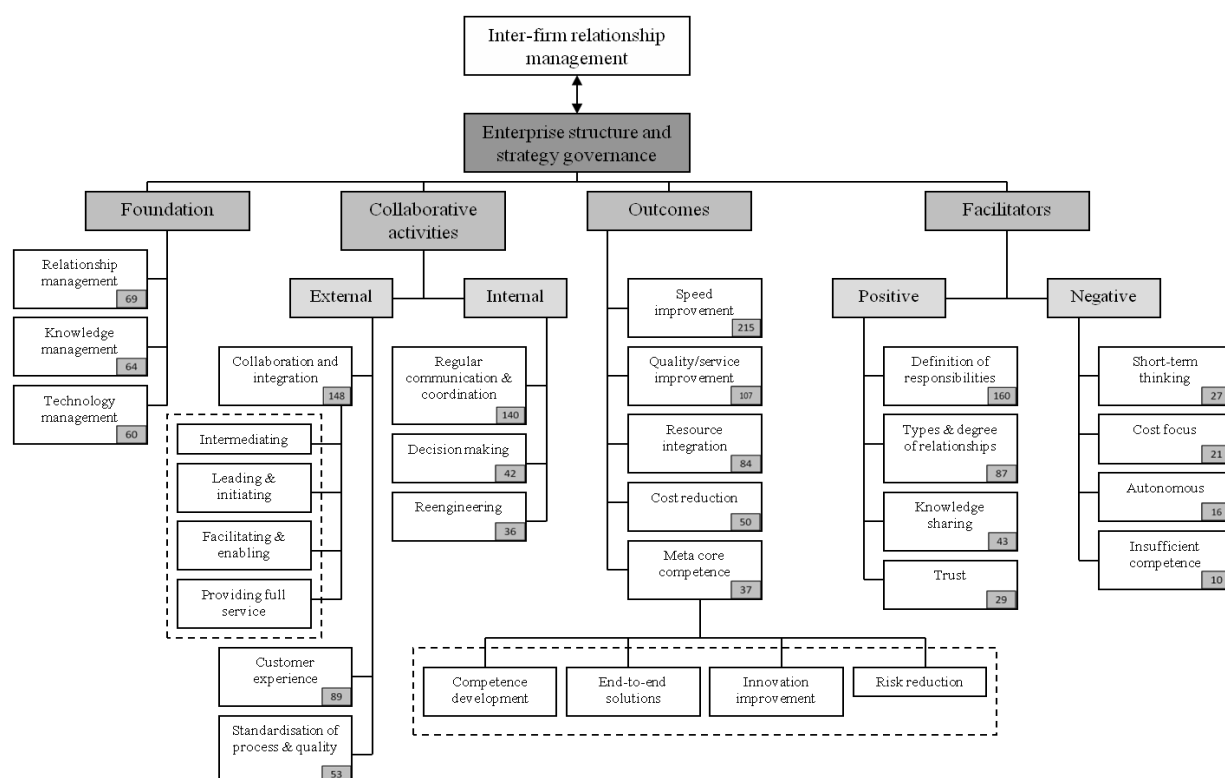 Inter-firm relationship
management
Enterprise structure and
strategy governance
Foundation
Collaborative
activities
Outcomes
Facilitators
Relationship
management
69
Knowledge
management
64
Technology
management
60
External
Internal
Collaboration and
integration
148
Intermediating
Leading &
initiating
Facilitating &
enabling
Providing full
service
Customer
experience
89
Standardisation of
process & quality
53
Regular
communication &
coordination
140
Decision making
42
Reengineering
36
Speed
improvement
215
Quality/service
improvement
107
Resource
integration
84
Cost reduction
50
Meta core
competence
37
Competence
development
End-to-end
solutions
Innovation
improvement
Risk reduction
Positive
Negative
Definition of
responsibilities
160
Types & degree
of relationships
87
Knowledge
sharing
43
Trust
29
Short-term
thinking
27
Cost focus
21
Autonomous
16
Insufficient
competence
10